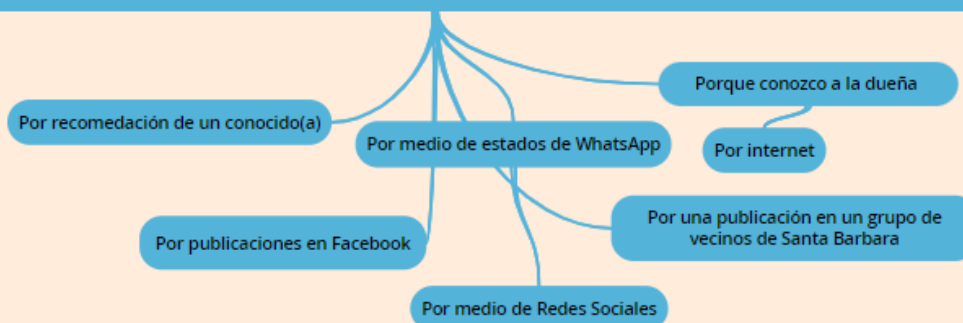 Porque conozco a la dueña
Por recomedación de un conocido(a)
Por medio de estados de WhatsApp
Por internet
Por una publicación en un grupo de
vecinos de Santa Barbara
Por publicaciones en Facebook
Por medio de Redes Sociales